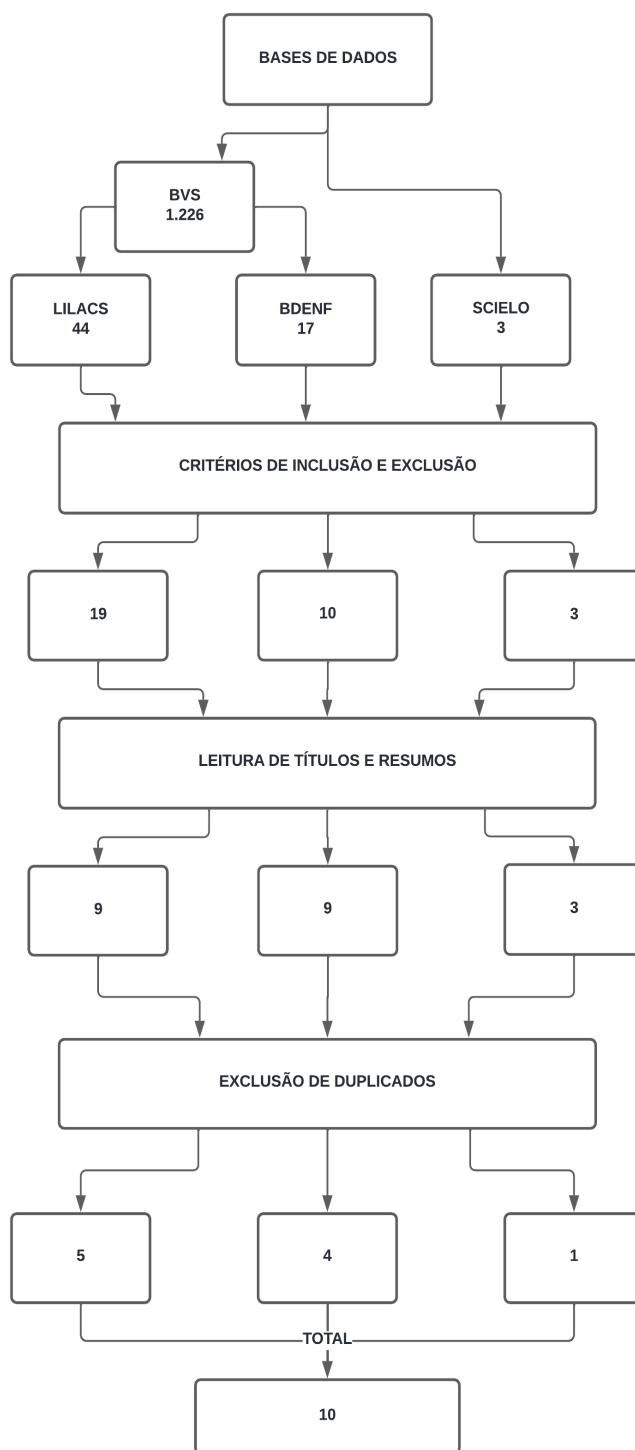 BASES DE DADOS
BVS
1.226
LILACS
44
BDENF
17
SCIELO
3
CRITÉRIOS DE INCLUSÃO E EXCLUSÃO
19
10
3
LEITURA DE TÍTULOS E RESUMOS
9
9
3
EXCLUSÃO DE DUPLICADOS
5
4
1
TOTAL
10